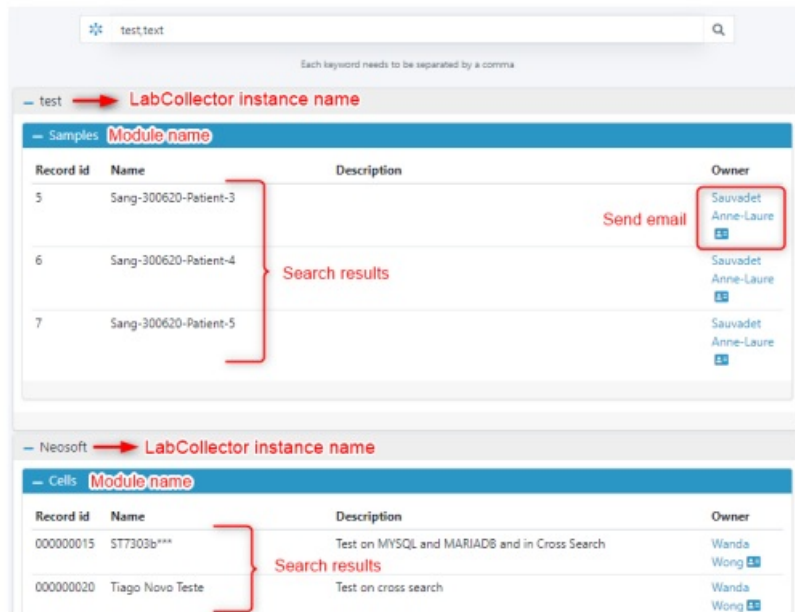 test,text
Each keyword needs to be separated by a comma
– test LabCollector instance name
– Samples Module name
Record id Name Description Owner
5 Sang-300620-Patient-3 Sauvadet
Anne-Laure
Send email
6 Sang-300620-Patient-4 Sauvadet
Anne-Laure
Search results
7 Sang-300620-Patient-5 Sauvadet
Anne-Laure
– Neosoft LabCollector instance name
– Cells Module name
Record id Name Description Owner
000000015 ST7303b*** Test on MYSQL and MARIADB and in Cross Search Wanda
Wong
Search results
000000020 Tiago Novo Teste Test on cross search Wanda
Wong